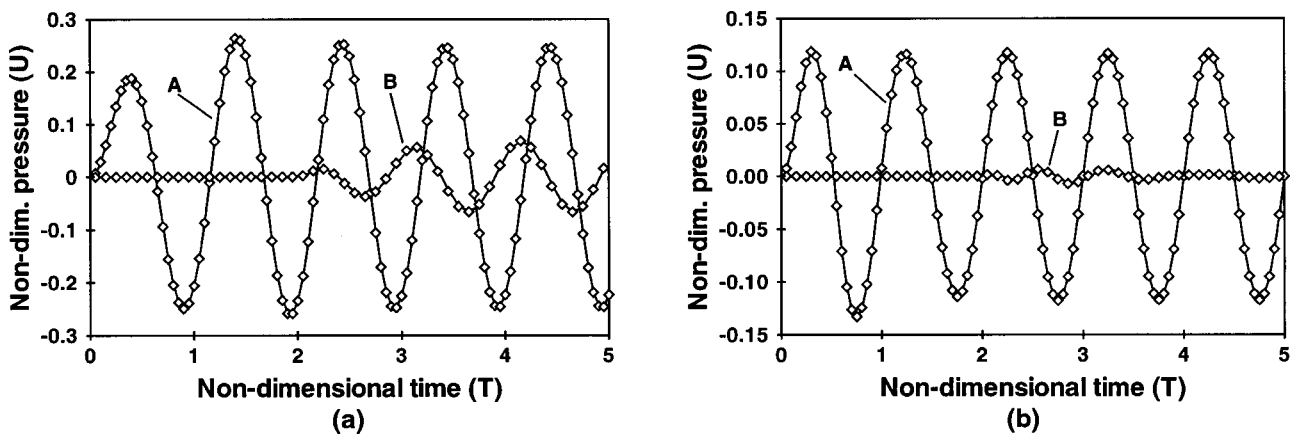 Non-dim. pressure (U)
0.3
0.2
0.1
0
-0.1
-0.2
-0.3
A
B
0 1 2 3 4 5
Non-dimensional time (T)
(a)
Non-dim. pressure (U)
0.15
0.10
0.05
0.00
-0.05
-0.10
-0.15
A
B
0 1 2 3 4 5
Non-dimensional time (T)
(b)